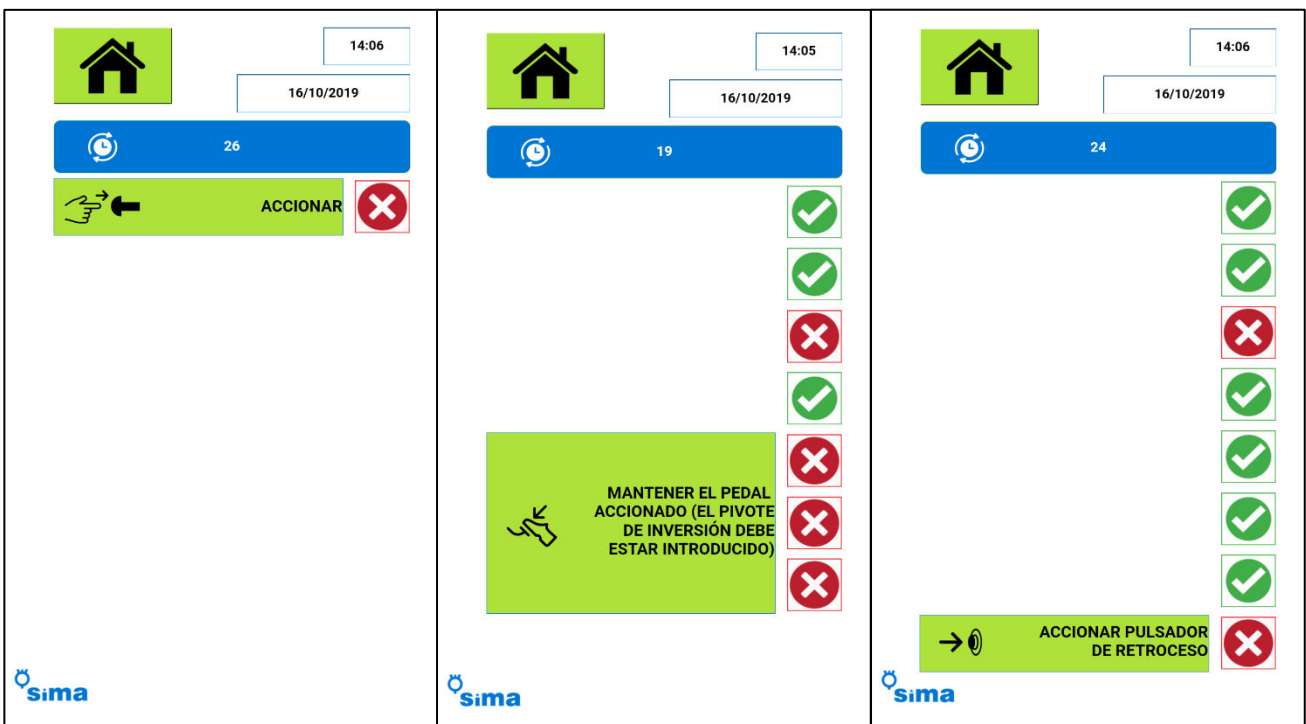 14:06
16/10/2019
26
ACCIONAR
sima
14:05
16/10/2019
19
MANTENER EL PEDAL
ACCIONADO (EL PIVOTE
DE INVERSIÓN DEBE
ESTAR INTRODUCIDO)
sima
14:06
16/10/2019
24
ACCIONAR PULSADOR
DE RETROCESO
sima